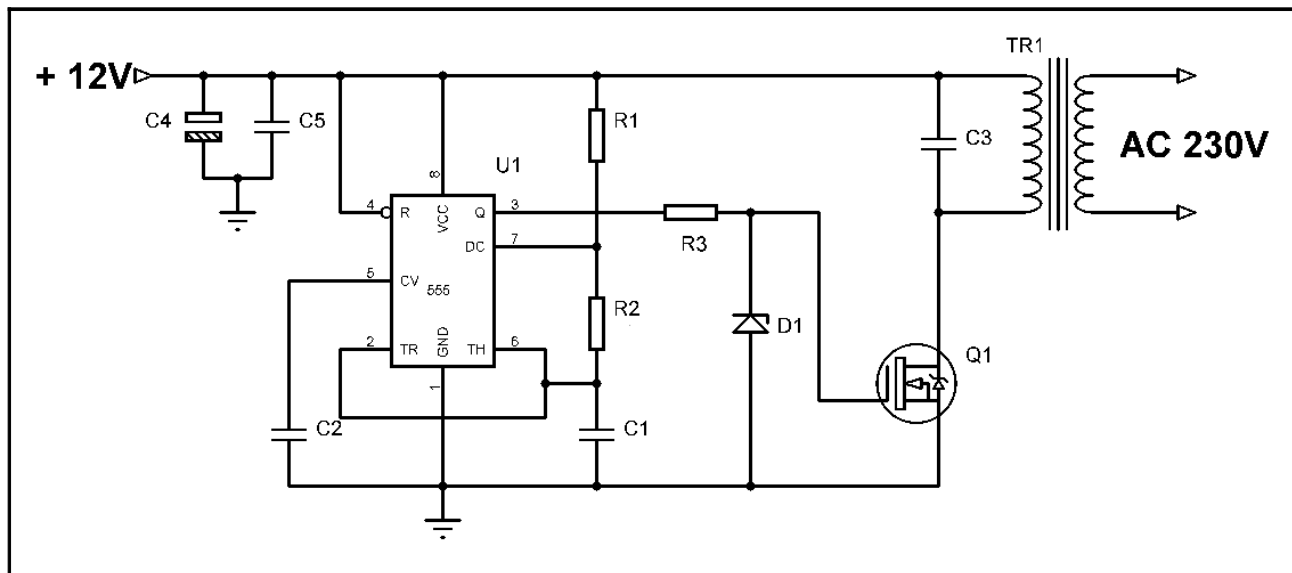 TR1
+ 12V
C4
C5
R1
C3
AC 230V
U1
8
4
R
VCC
Q
3
R3
DC
7
5
CV
555
R2
D1
2
TR
GND
TH
6
Q1
1
C2
C1